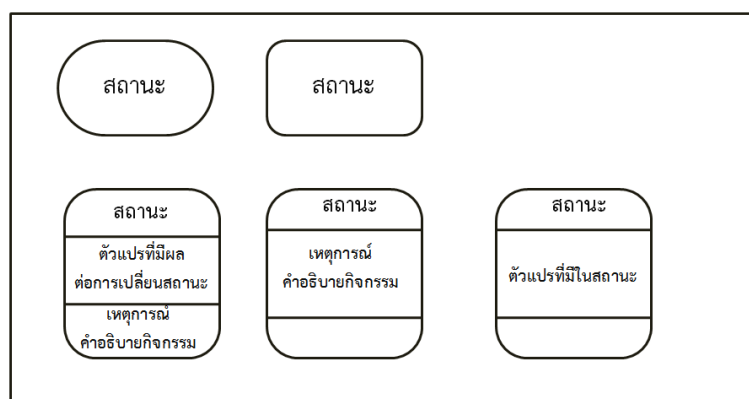 สถานะ
สถานะ
สถานะ
ตัวแปรที่มีผล
ต่อการเปลี่ยนสถานะ
เหตุการณ์
คำอธิบายกิจกรรม
สถานะ
เหตุการณ์
คำอธิบายกิจกรรม
สถานะ
ตัวแปรที่มีในสถานะ